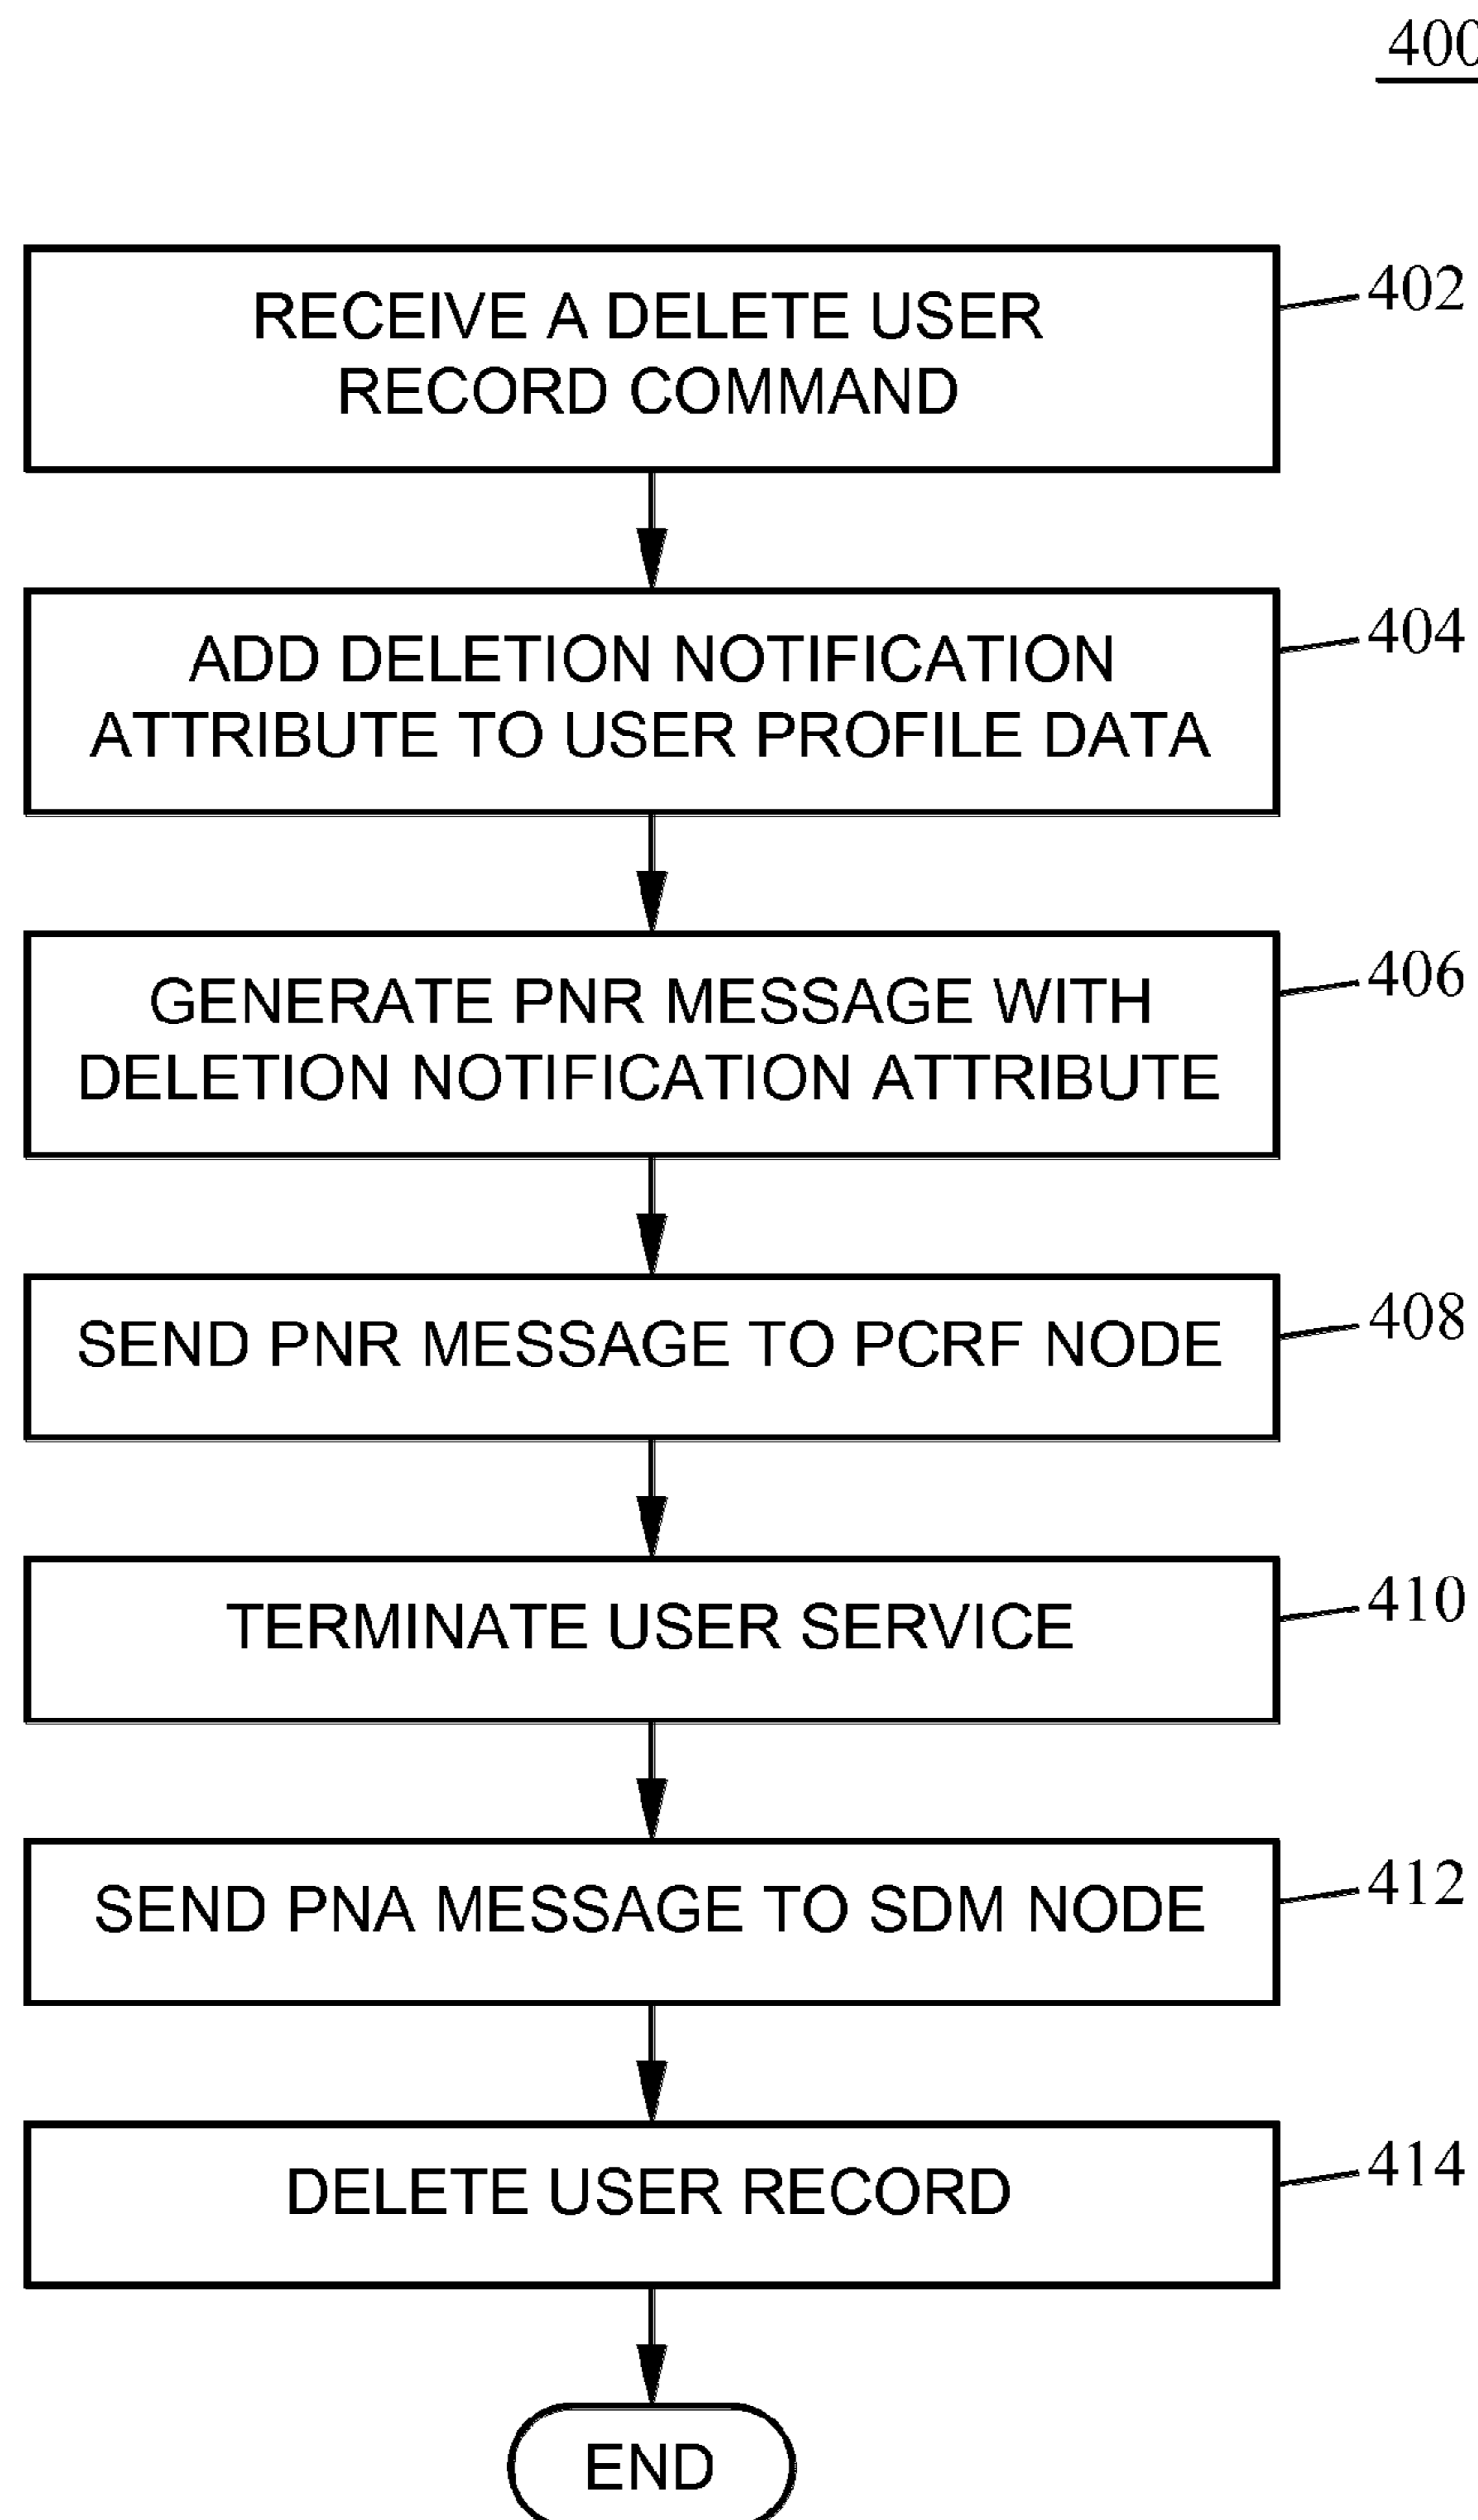 400
RECEIVE A DELETE USER
RECORD COMMAND
402
ADD DELETION NOTIFICATION
ATTRIBUTE TO USER PROFILE DATA
404
GENERATE PNR MESSAGE WITH
DELETION NOTIFICATION ATTRIBUTE
406
SEND PNR MESSAGE TO PCRF NODE
408
TERMINATE USER SERVICE
410
SEND PNA MESSAGE TO SDM NODE
412
DELETE USER RECORD
414
END